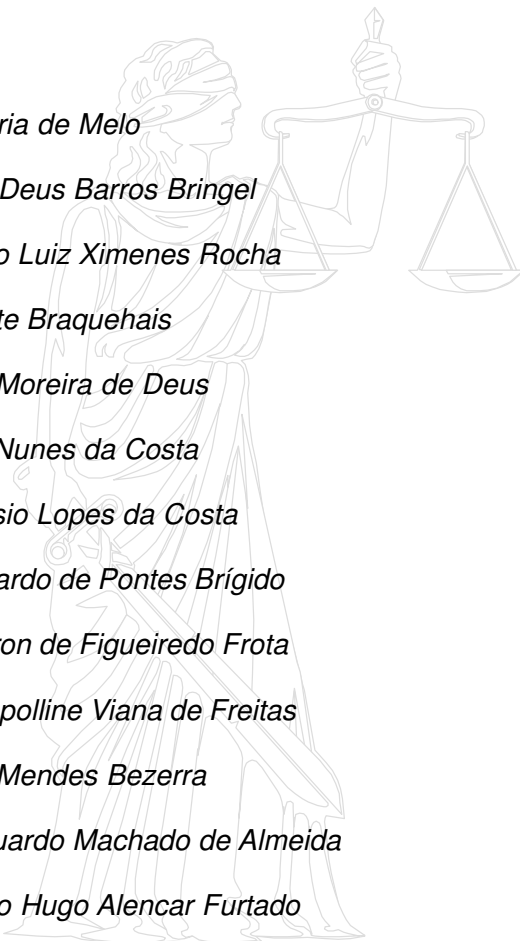 ria de Melo
Deus Barros Bringel
o Luiz Ximenes Rocha
te Braquehais
Moreira de Deus
Nunes da Costa
sio Lopes da Costa
ardo de Pontes Brígido
ron de Figueiredo Frota
polline Viana de Freitas
Mendes Bezerra
uardo Machado de Almeida
o Hugo Alencar Furtado